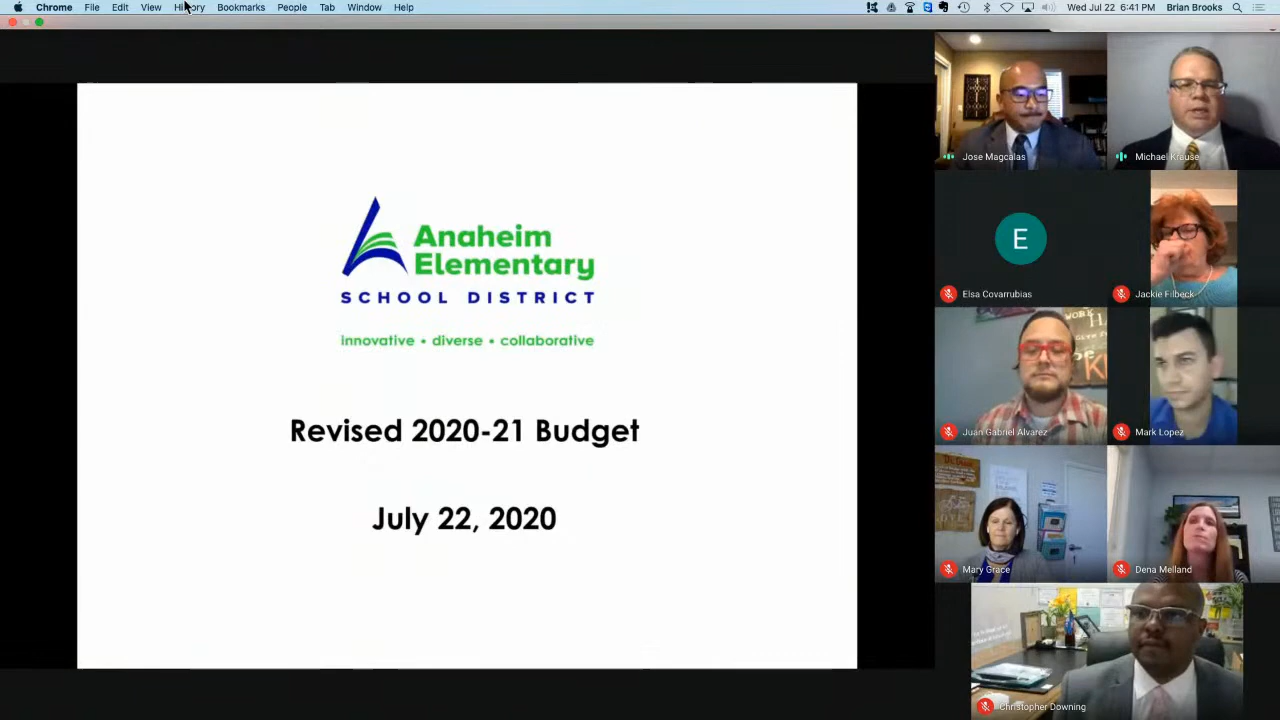 Chrome File Edit View History Bookmarks People Tab Window Help
Wed Jul 22 6:41 PM Brian Brooks
Anaheim
Elementary
SCHOOL DISTRICT
innovative • diverse • collaborative
Revised 2020-21 Budget
July 22, 2020
Jose Magcalas
Michael Krause
E
Elsa Covarrubias
Jackie Filbeck
WORK
Juan Gabriel Alvarez
Mark Lopez
Mary Grace
Dena Melland
Christopher Downing